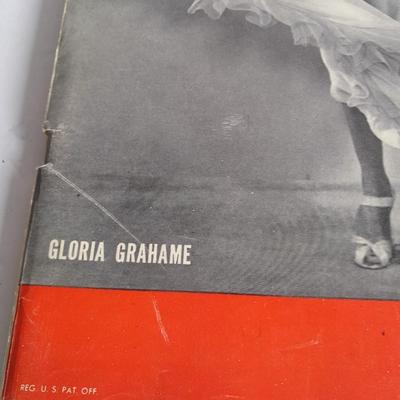 GLORIA GRAHAME
REG. U. S. PAT. OFF.